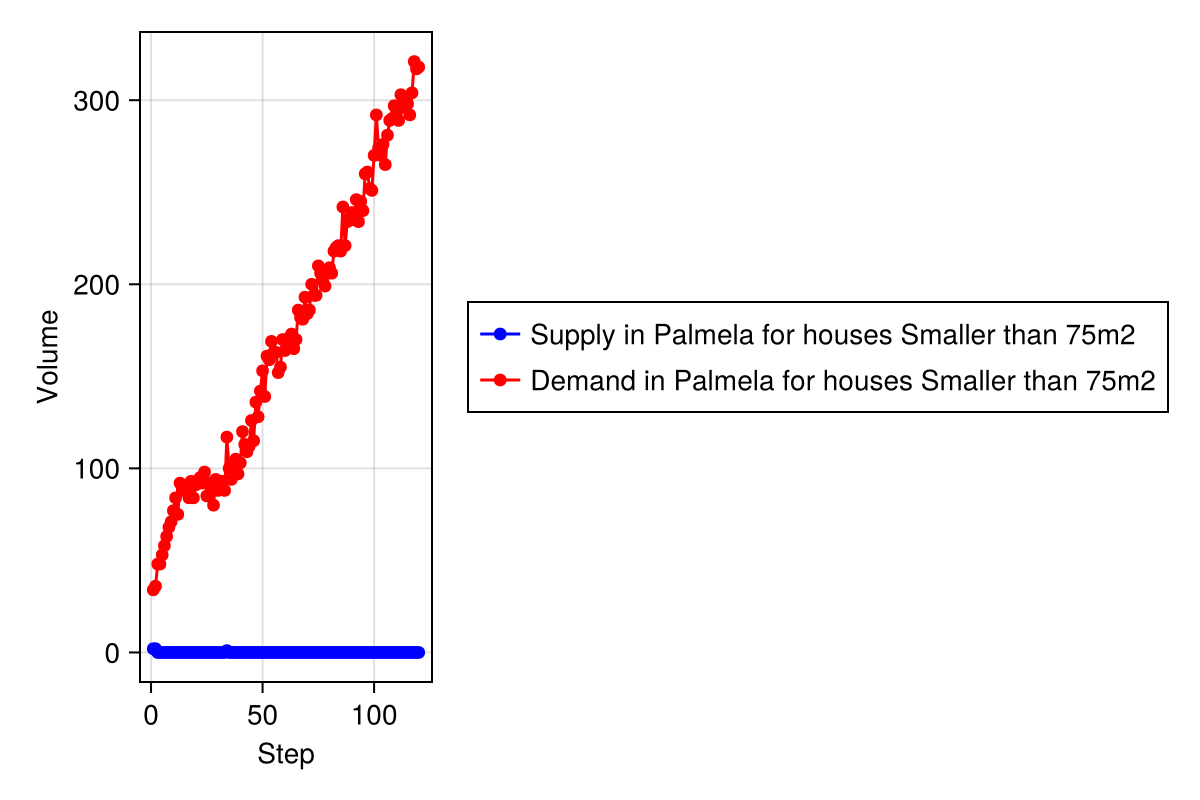 Volume
300
200
100
0
0 50 100
Step
Supply in Palmela for houses Smaller than 75m2
Demand in Palmela for houses Smaller than 75m2